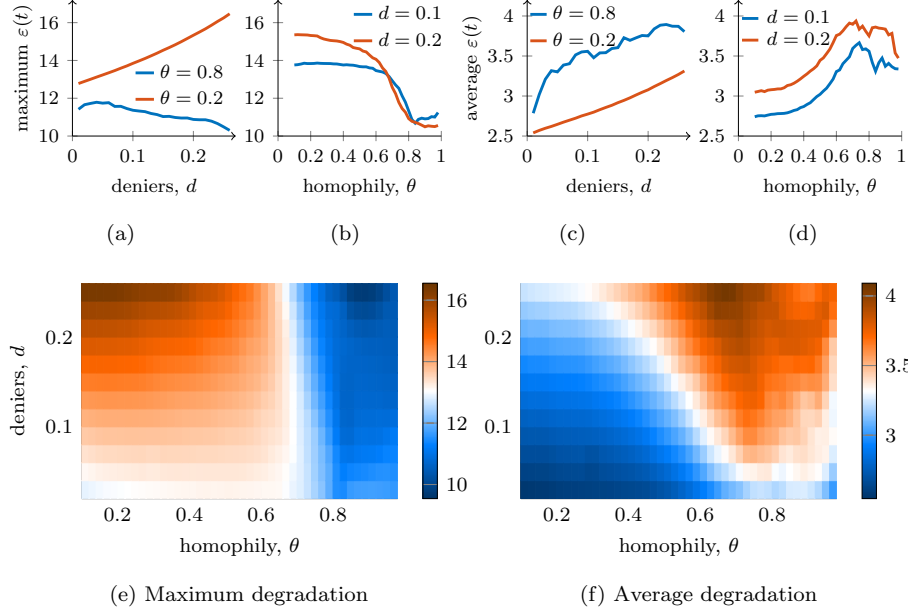 maximum ε(t)
16
14
12
10
0
0.1
0.2
deniers, d
θ = 0.8
θ = 0.2
(a)
16
14
12
10
0
0.2
0.4
0.6
0.8
1
homophily, θ
d = 0.1
d = 0.2
(b)
average ε(t)
4
3.5
3
2.5
0
0.1
0.2
deniers, d
θ = 0.8
θ = 0.2
(c)
4
3.5
3
2.5
0
0.2
0.4
0.6
0.8
1
homophily, θ
d = 0.1
d = 0.2
(d)
deniers, d
0.2
0.1
0.2
0.4
0.6
0.8
homophily, θ
16
14
12
10
(e) Maximum degradation
0.2
0.1
0.2
0.4
0.6
0.8
homophily, θ
4
3.5
3
(f) Average degradation